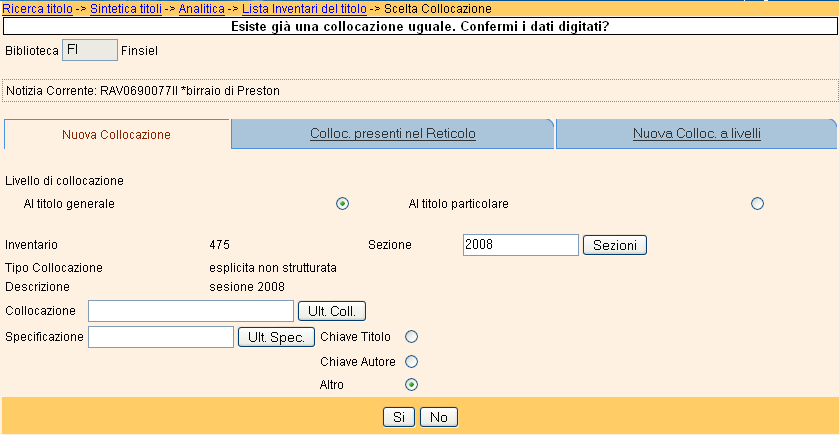 Ricerca titolo -> Sintetica titoli -> Analitica -> Lista Inventari del titolo -> Scelta Collocazione
Esiste già una collocazione uguale. Confermi i dati digitati?
Biblioteca FI Finsiel
Notizia Corrente: RAV0690077Il *birraio di Preston
Nuova Collocazione Colloc. presenti nel Reticolo Nuova Colloc. a livelli
Livello di collocazione
Al titolo generale Al titolo particolare
Inventario 475 Sezione 2008 Sezioni
Tipo Collocazione esplicita non strutturata
Descrizione sesione 2008
Collocazione Ult. Coll.
Specificazione Ult. Spec. Chiave Titolo
Chiave Autore
Altro
Si No